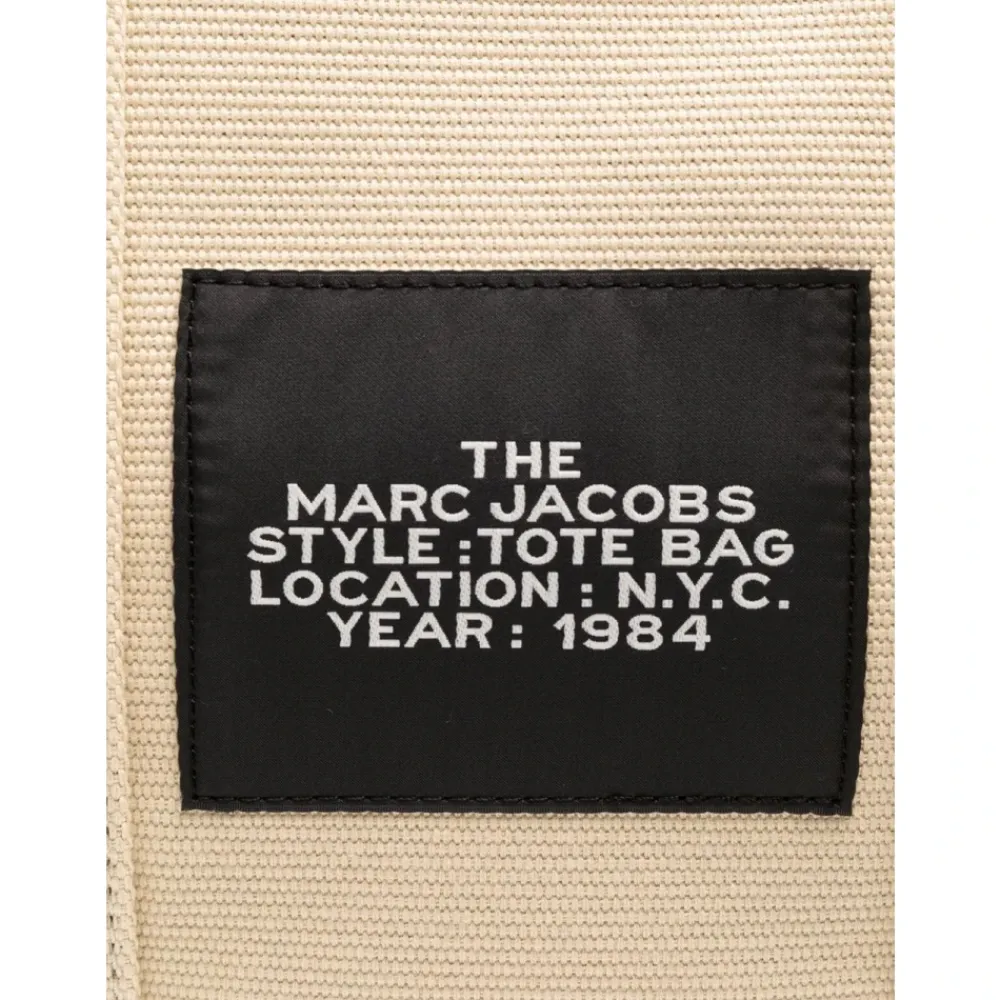 THE
MARC JACOBS
STYLE :TOTE BAG
LOCATION : N.Y.C.
YEAR : 1984